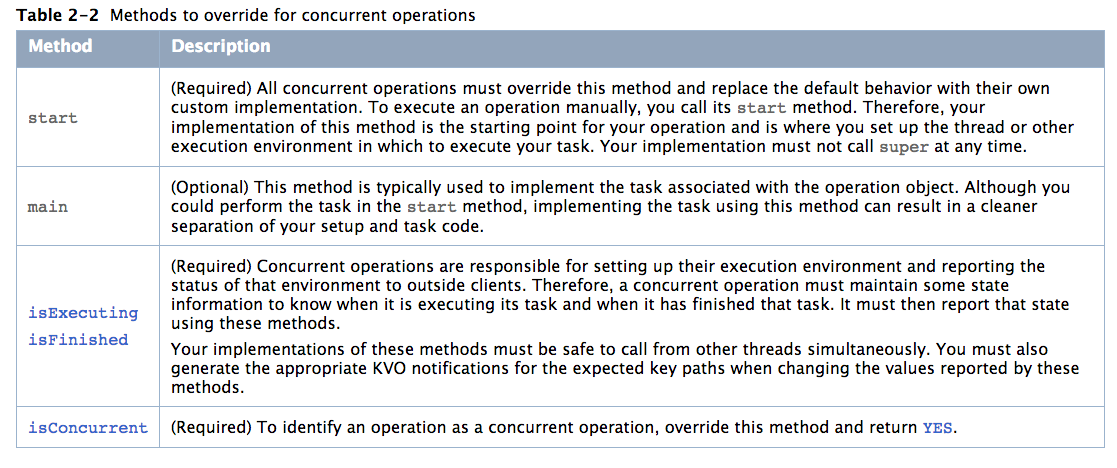 Table 2-2 Methods to override for concurrent operations
Method Description
start
(Required) All concurrent operations must override this method and replace the default behavior with their own
custom implementation. To execute an operation manually, you call its start method. Therefore, your
implementation of this method is the starting point for your operation and is where you set up the thread or other
execution environment in which to execute your task. Your implementation must not call super at any time.
main
(Optional) This method is typically used to implement the task associated with the operation object. Although you
could perform the task in the start method, implementing the task using this method can result in a cleaner
separation of your setup and task code.
isExecuting
isFinished
(Required) Concurrent operations are responsible for setting up their execution environment and reporting the
status of that environment to outside clients. Therefore, a concurrent operation must maintain some state
information to know when it is executing its task and when it has finished that task. It must then report that state
using these methods.
Your implementations of these methods must be safe to call from other threads simultaneously. You must also
generate the appropriate KVO notifications for the expected key paths when changing the values reported by these
methods.
isConcurrent
(Required) To identify an operation as a concurrent operation, override this method and return YES.